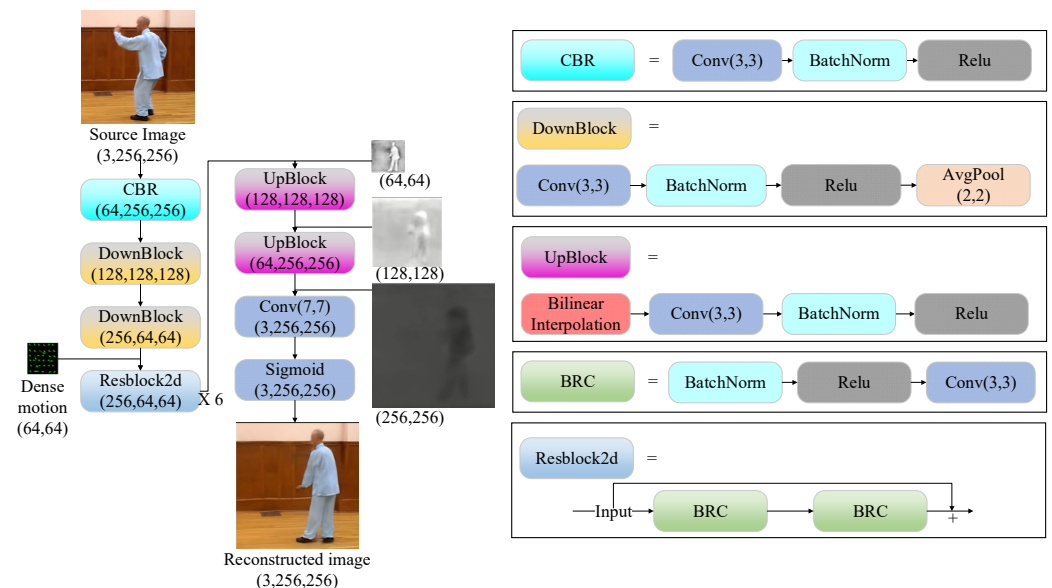 Source Image
(3,256,256)
CBR
(64,256,256)
DownBlock
(128,128,128)
DownBlock
(256,64,64)
Dense
motion
(64,64)
Resblock2d
(256,64,64)
X 6
(64,64)
UpBlock
(128,128,128)
UpBlock
(64,256,256)
(128,128)
Conv(7,7)
(3,256,256)
Sigmoid
(3,256,256)
(256,256)
Reconstructed image
(3,256,256)
CBR = Conv(3,3) BatchNorm Relu
DownBlock =
Conv(3,3) BatchNorm Relu AvgPool
(2,2)
UpBlock =
Bilinear
Interpolation Conv(3,3) BatchNorm Relu
BRC = BatchNorm Relu Conv(3,3)
Resblock2d =
Input BRC BRC +